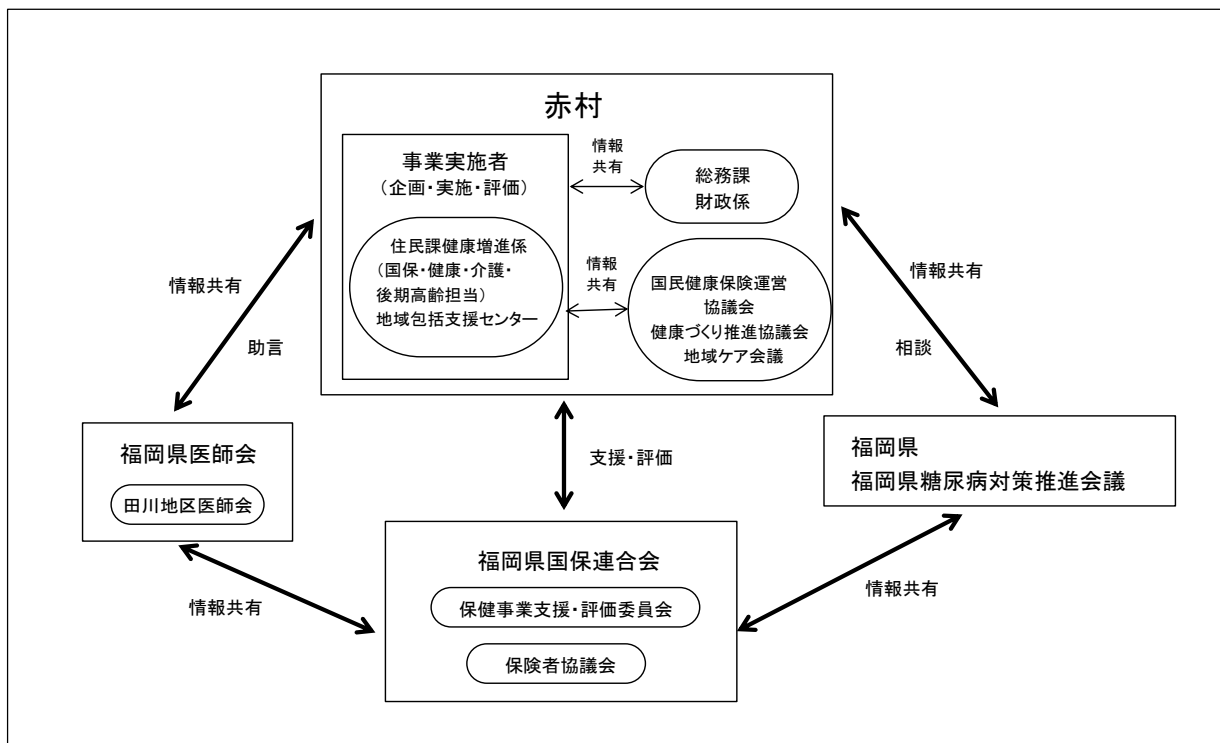 赤村
事業実施者
（企画・実施・評価）
住民課健康増進係
（国保・健康・介護・
後期高齢担当）
地域包括支援センター
情報
共有
総務課
財政係
情報
共有
国民健康保険運営
協議会
健康づくり推進協議会
地域ケア会議
情報共有
助言
情報共有
相談
福岡県医師会
田川地区医師会
支援・評価
福岡県
福岡県糖尿病対策推進会議
福岡県国保連合会
保健事業支援・評価委員会
保険者協議会
情報共有
情報共有